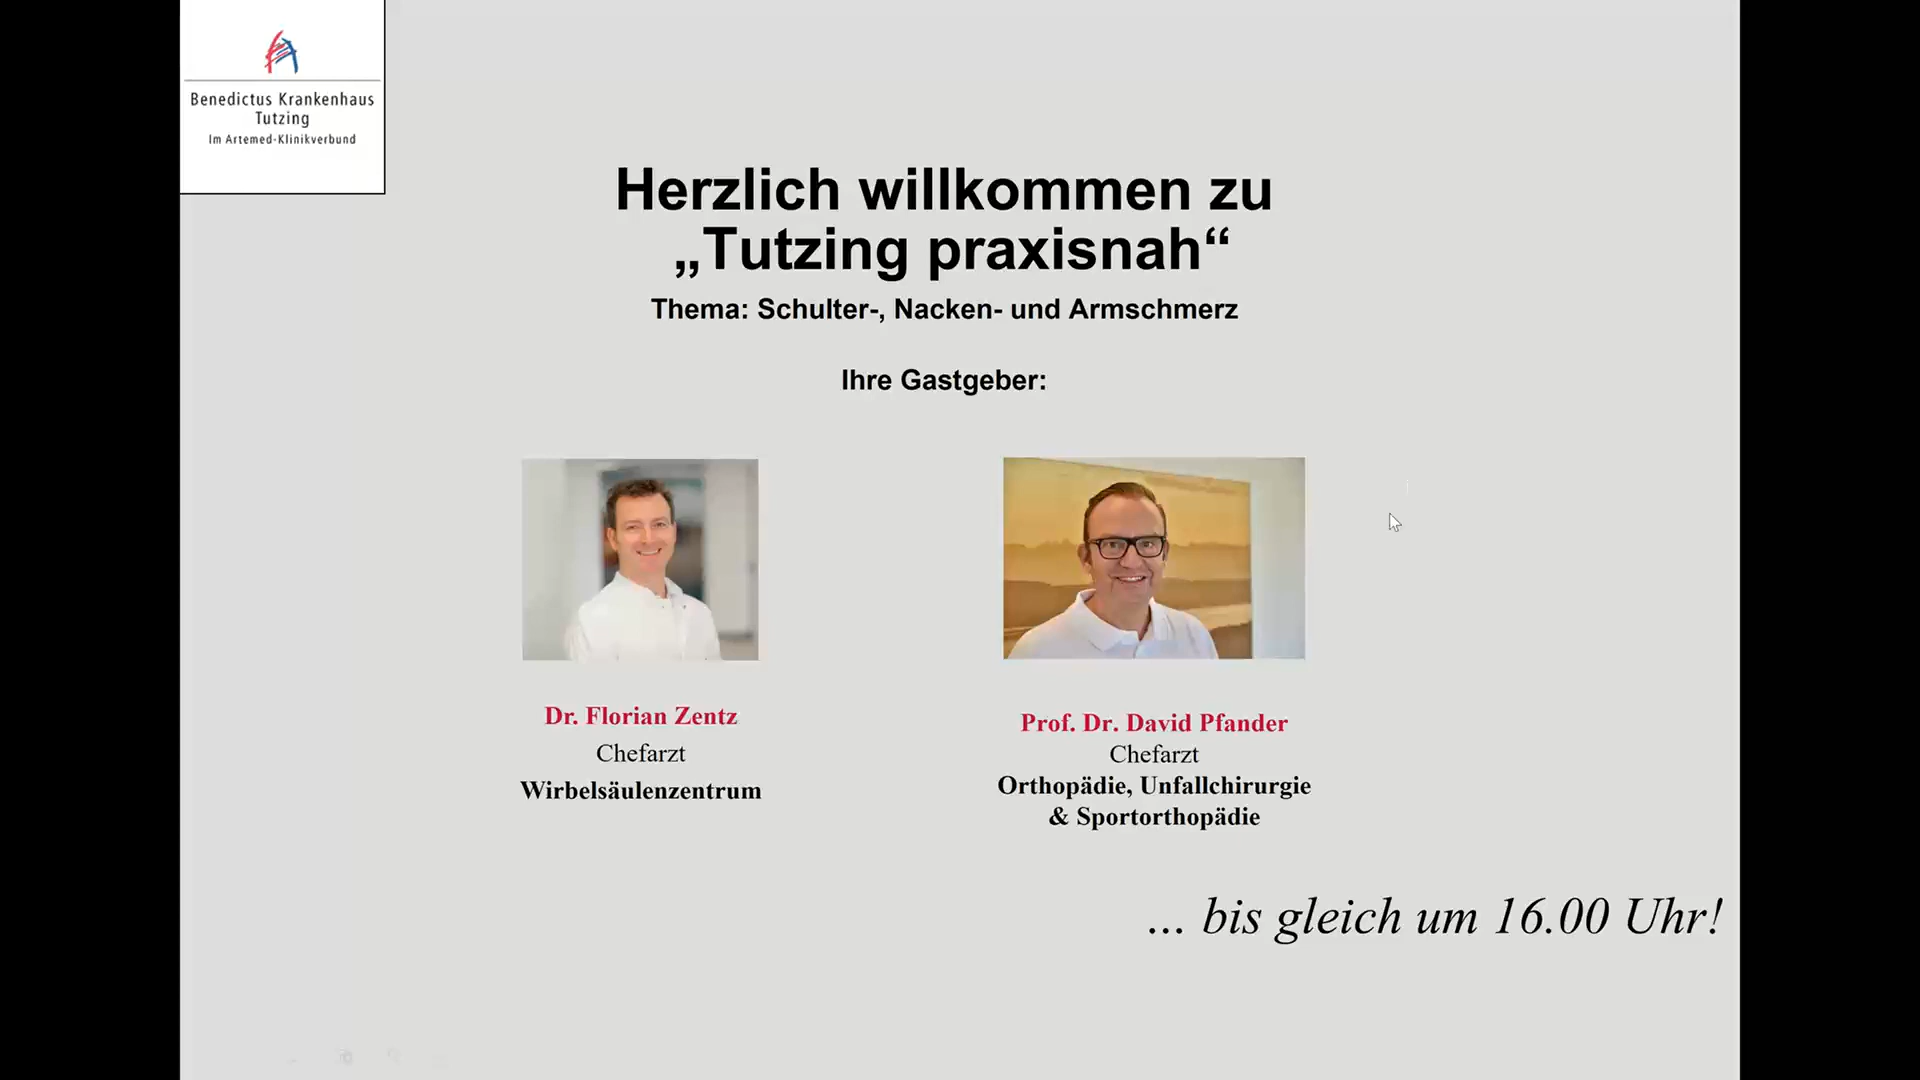 Benedictus Krankenhaus
Tutzing
Im Artemed-Klinikverbund
Herzlich willkommen zu
„Tutzing praxisnah“
Thema: Schulter-, Nacken- und Armschmerz
Ihre Gastgeber:
Dr. Florian Zentz
Chefarzt
Wirbelsäulenzentrum
Prof. Dr. David Pfander
Chefarzt
Orthopädie, Unfallchirurgie
& Sportorthopädie
... bis gleich um 16.00 Uhr!